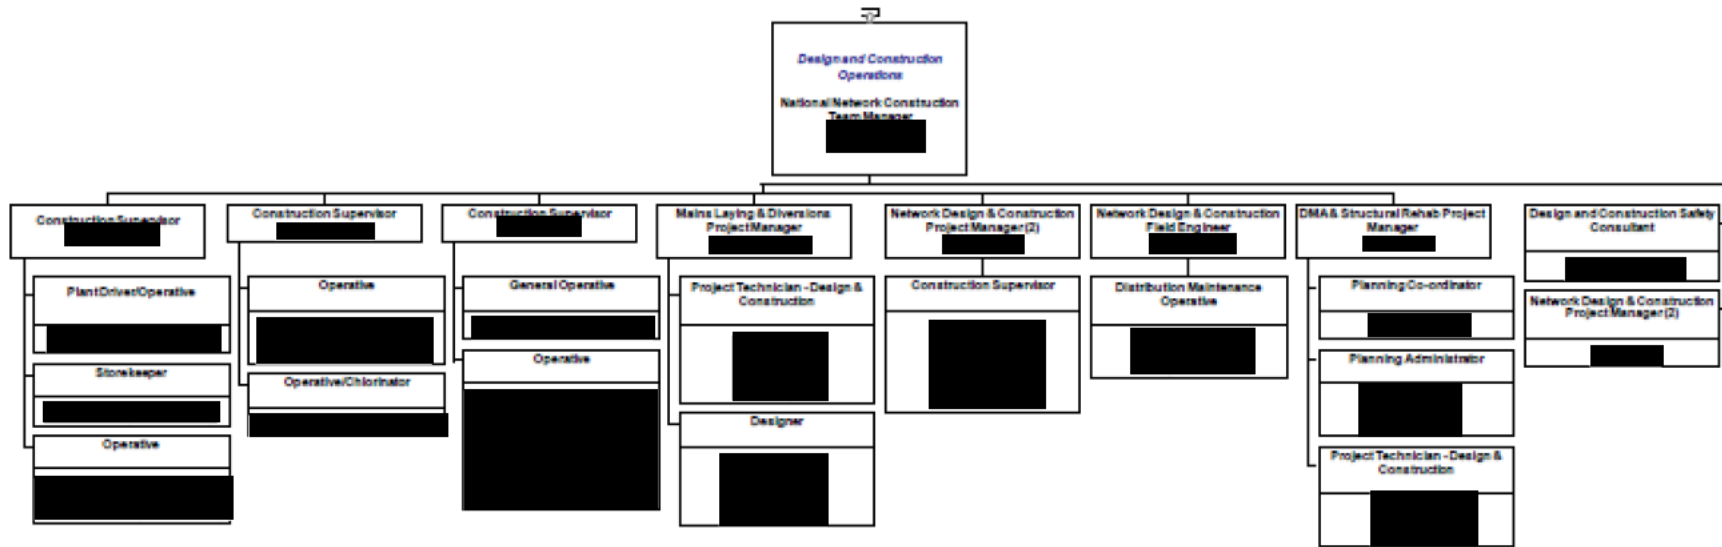 Design and Construction
Operations
National Network Construction
Team Manager
Construction Supervisor
Construction Supervisor
Construction Supervisor
Mains Laying & Diversions
Project Manager
Network Design & Construction
Project Manager (2)
Network Design & Construction
Field Engineer
DMA & Structural Rehab Project
Manager
Design and Construction Safety
Consultant
Plant Driver/Operative
Storekeeper
Operative
Operative
Operative/Chlorinator
General Operative
Operative
Project Technician - Design &
Construction
Designer
Construction Supervisor
Distribution Maintenance
Operative
Planning Co-ordinator
Planning Administrator
Project Technician - Design &
Construction
Network Design & Construction
Project Manager (2)